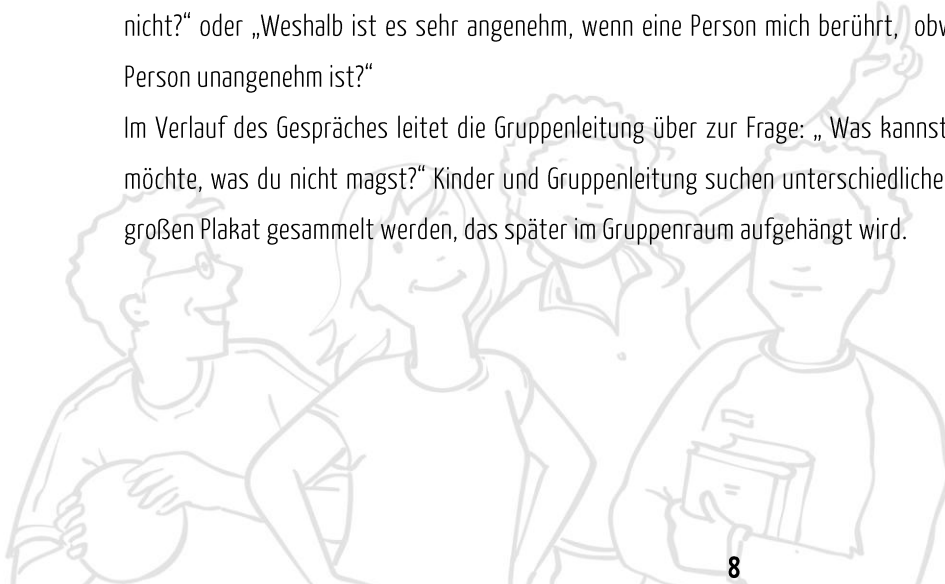 nicht?“ oder „Weshalb ist es sehr angenehm, wenn eine Person mich berührt,  obv
Person unangenehm ist?“
Im Verlauf des Gespräches leitet die Gruppenleitung über zur Frage: „ Was kannst
möchte, was du nicht magst?“ Kinder und Gruppenleitung suchen unterschiedliche
großen Plakat gesammelt werden, das später im Gruppenraum aufgehängt wird.
8